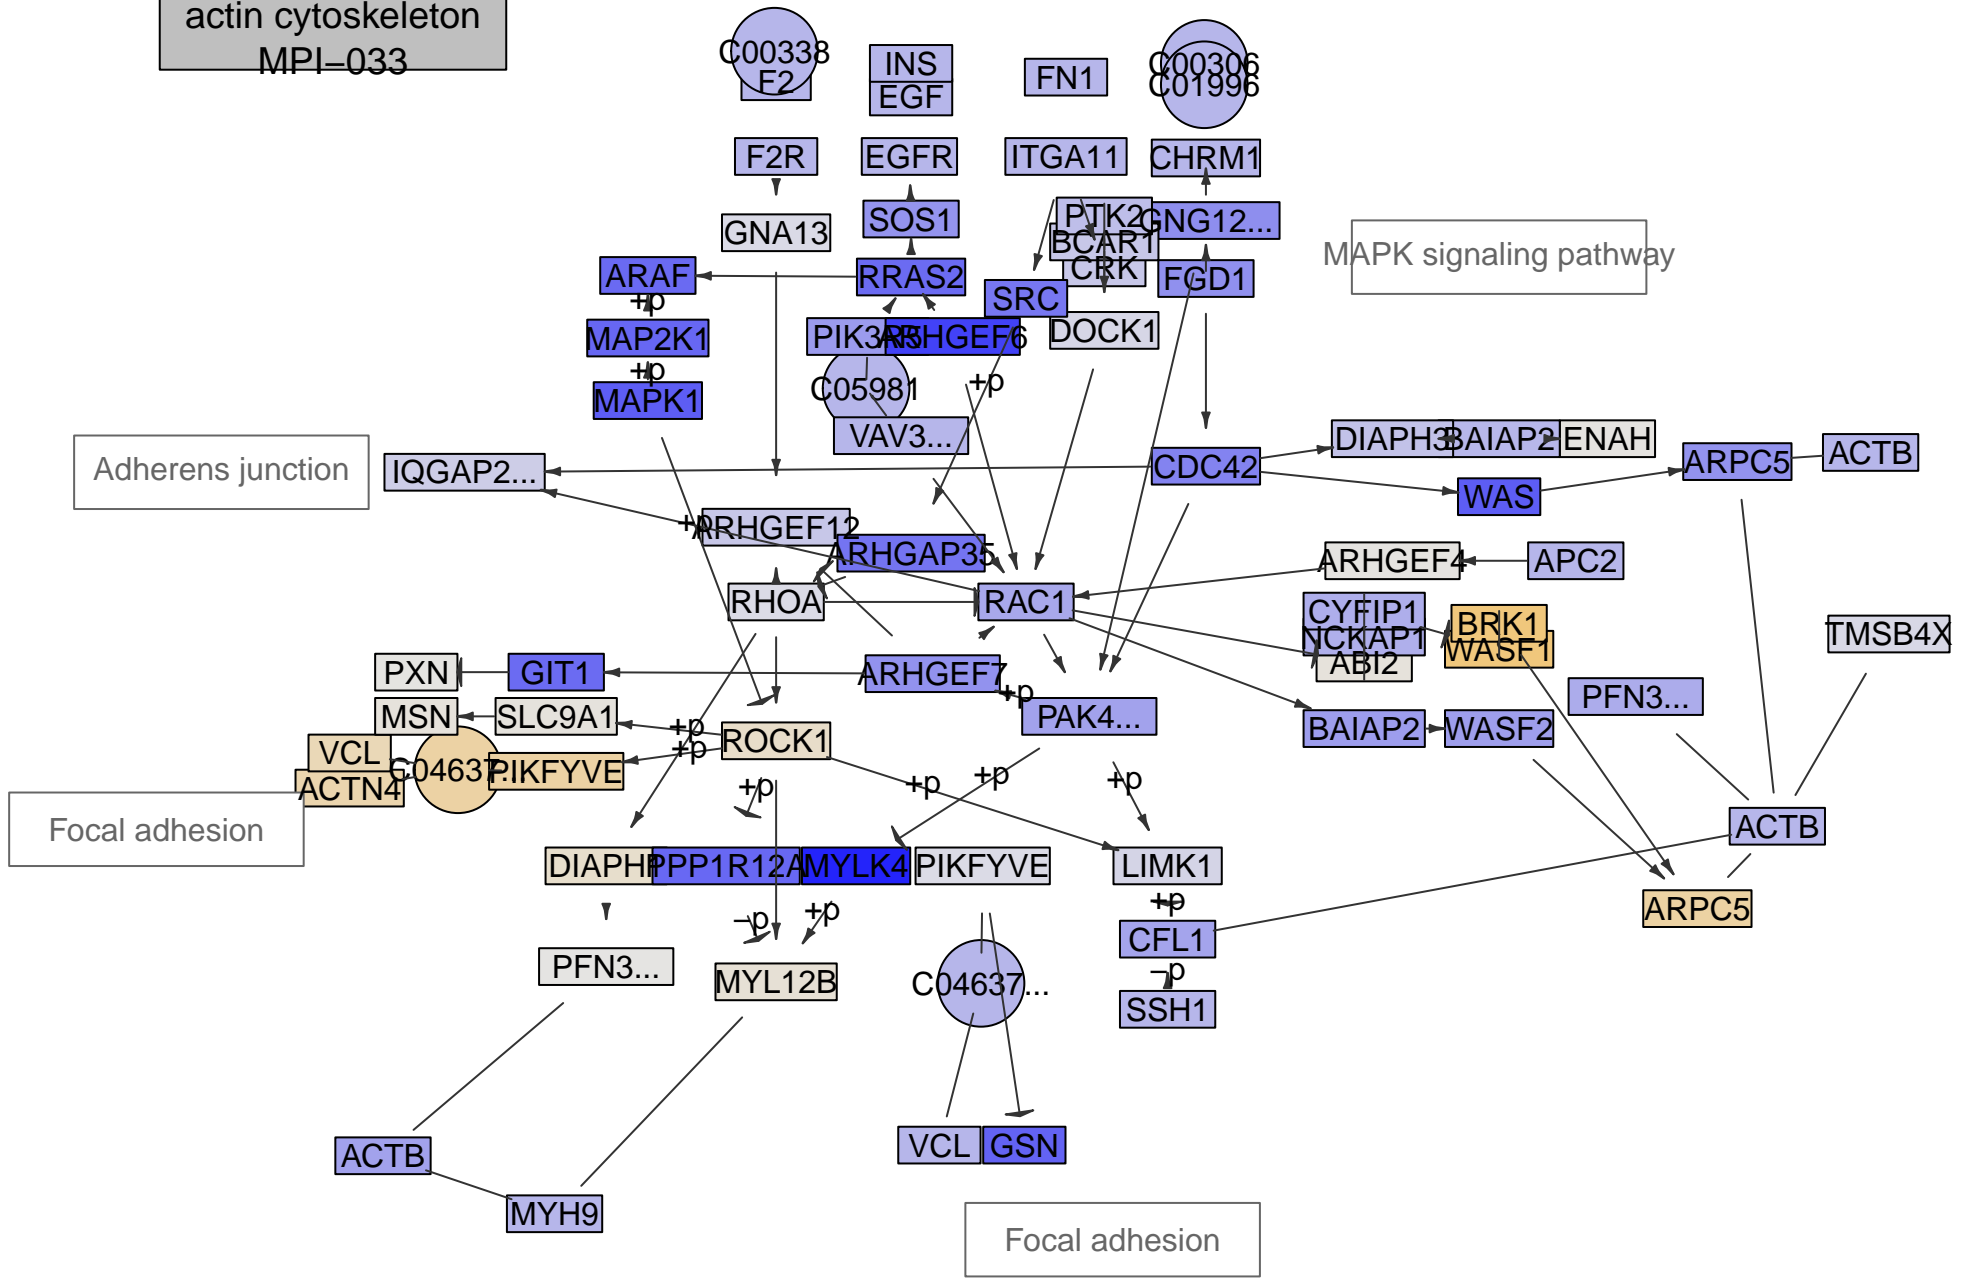 actin cytoskeleton
MPI–033
C00338
F2
INS
EGF
FN1
C00306
C01996
F2R
EGFR
ITGA11
CHRM1
GNA13
SOS1
PTK2
BCAR1
CRK
GNG12...
MAPK signaling pathway
ARAF
RRAS2
SRC
FGD1
+p
MAP2K1
PIK3R5
ARHGEF6
DOCK1
+p
MAPK1
C05981
+p
VAV3...
Adherens junction
IQGAP2...
CDC42
DIAPH3
BAIAP2
ENAH
ARPC5
ACTB
WAS
+p
ARHGEF12
ARHGAP35
ARHGEF4
APC2
RHOA
RAC1
CYFIP1
NCKAP1
ABI2
BRK1
WASF1
TMSB4X
PXN
GIT1
ARHGEF7
+p
PAK4...
PFN3...
MSN
SLC9A1
+p
ROCK1
BAIAP2
WASF2
VCL
ACTN4
C04637...
PIKFYVE
+p
+p
+p
+p
+p
Focal adhesion
ACTB
PPP1R12A
MYLK4
PIKFYVE
LIMK1
+p
ARPC5
–p
+p
CFL1
PFN3...
MYL12B
C04637...
–p
SSH1
ACTB
VCL
GSN
MYH9
Focal adhesion